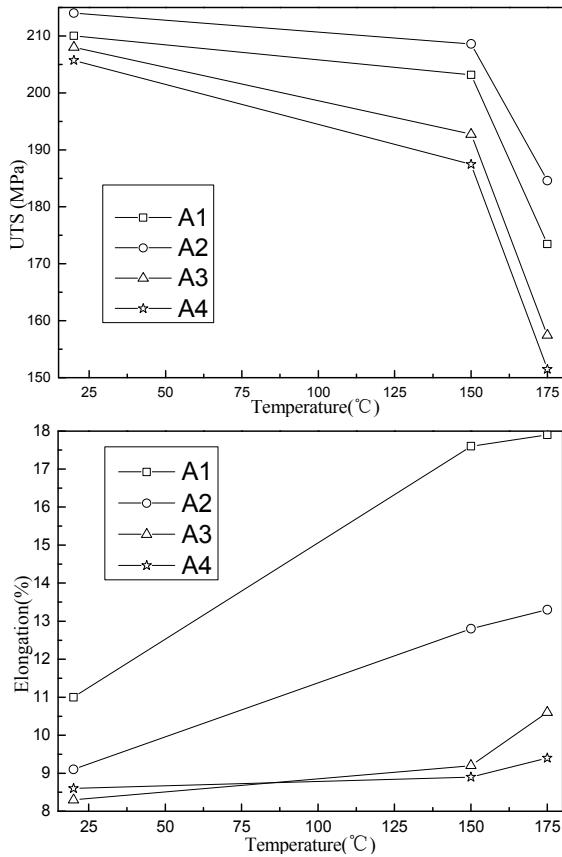 210
200
190
180
170
160
150
UTS (MPa)
A1
A2
A3
A4
25
50
75
100
125
150
175
Temperature(℃)
18
17
16
15
14
13
12
11
10
9
8
Elongation(%)
A1
A2
A3
A4
25
50
75
100
125
150
175
Temperature(℃)